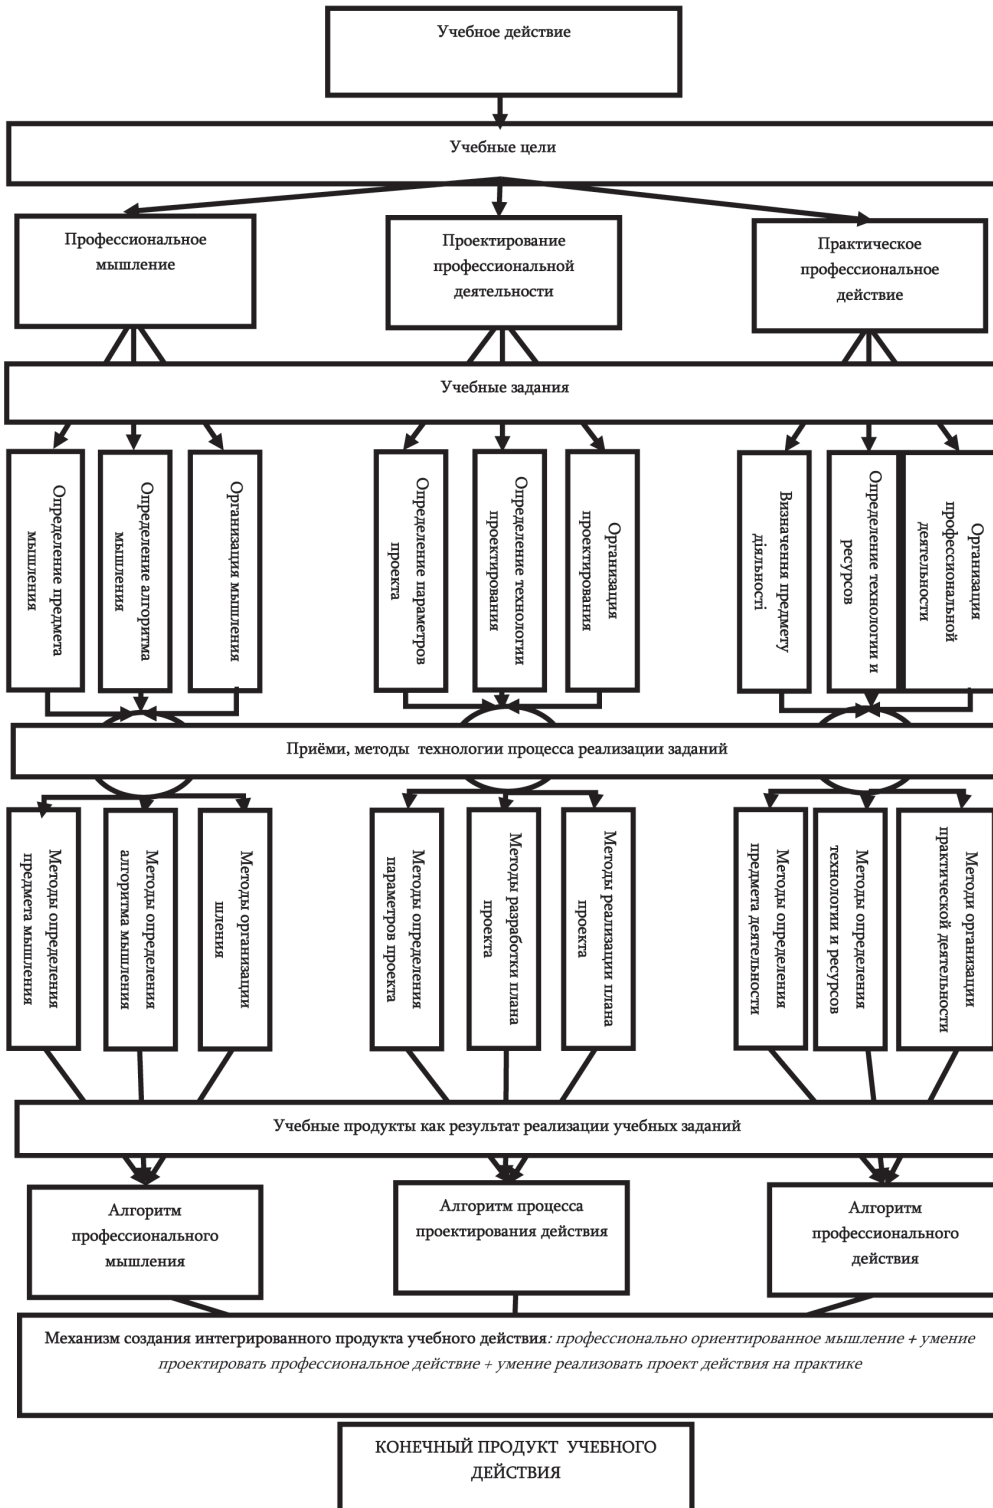 Учебное действие
Учебные цели
Профессиональное
мышление
Проектирование
профессиональной
деятельности
Практическое
профессиональное
действие
Учебные задания
Определение предмета
мышления
Определение алгоритма
мышления
Организация мышления
Определение параметров
проекта
Определение технологии
проектирования
Организация
проектирования
Визначення предмету
діяльності
Определение технологии и
ресурсов
Организация
профессиональной
деятельности
Приёми, методы технологии процесса реализации заданий
Методы определения
предмета мышления
Методы определения
алгоритма мышления
Методы организации
шления
Методы определения
параметров проекта
Методы разработки плана
проекта
Методы реализации плана
проекта
Методы определения
предмета деятельности
Методы определения
технологии и ресурсов
Методи организации
практической деятельности
Учебные продукты как результат реализации учебных заданий
Алгоритм
профессионального
мышления
Алгоритм процесса
проектирования действия
Алгоритм
профессионального
действия
Механизм создания интегрированного продукта учебного действия: профессионально ориентированное мышление + умение
проектировать профессиональное действие + умение реализовать проект действия на практике
КОНЕЧНЫЙ ПРОДУКТ УЧЕБНОГО
ДЕЙСТВИЯ